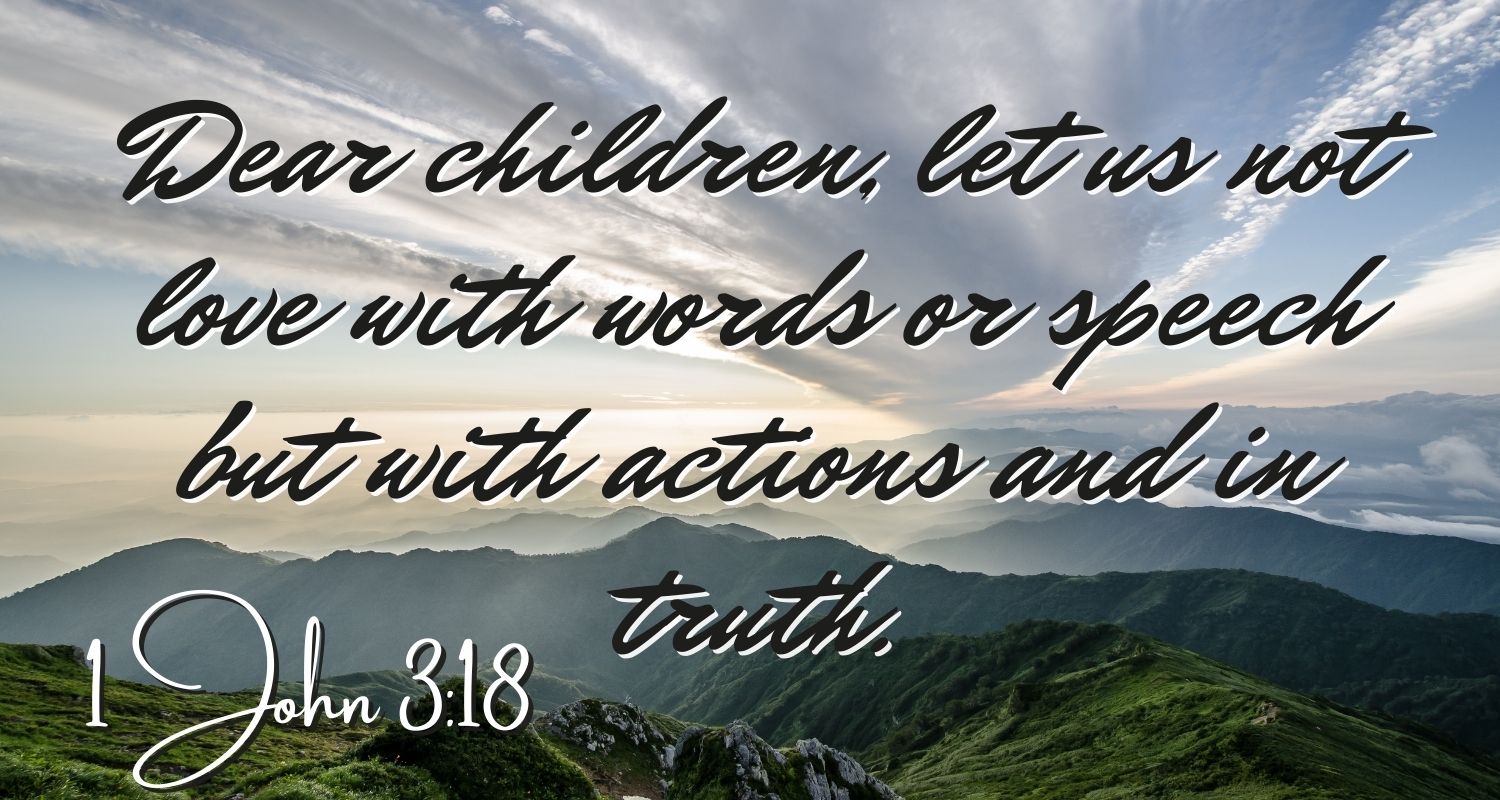 Dear children, let us not
love with words or speech
but with actions and in
truth.
1 John 3:18